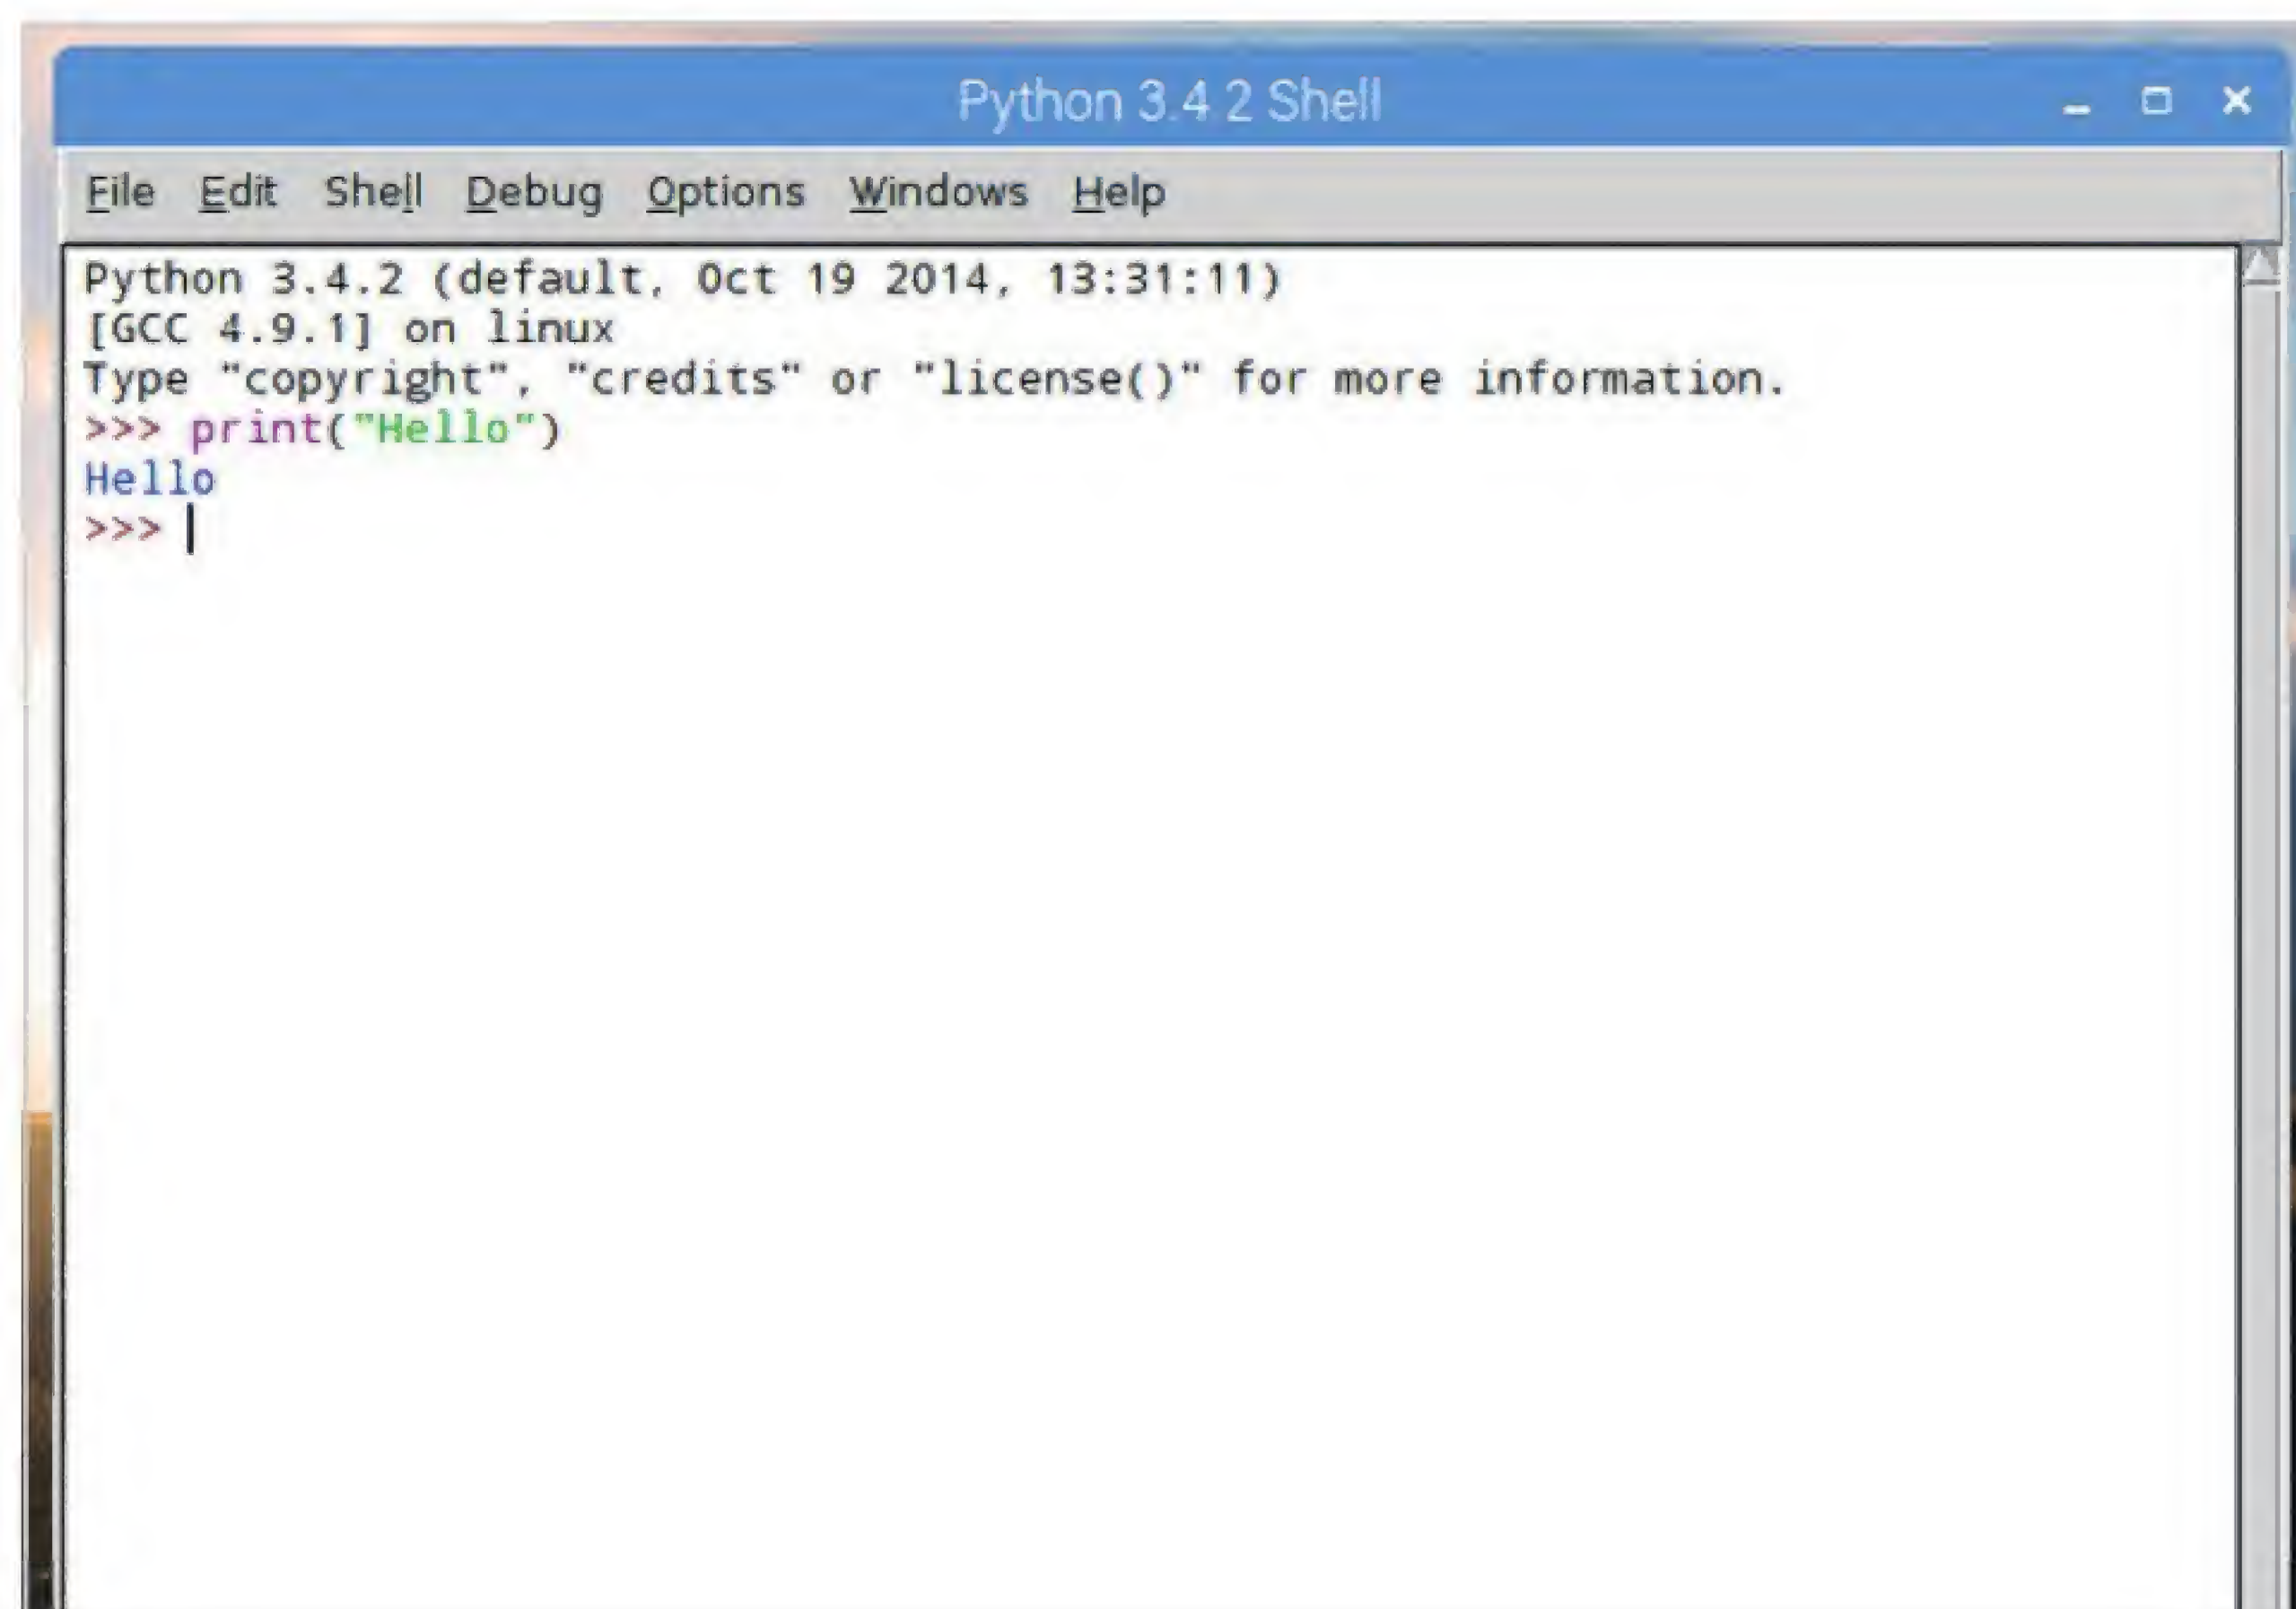 Python 3.4 2 Shell
File Edit Shell Debug Options Windows Help
Python 3.4.2 (default, Oct 19 2014, 13:31:11)
[GCC 4.9.1] on linux
Type "copyright", "credits" or "license()" for more information.
>>> print("Hello")
Hello
>>>